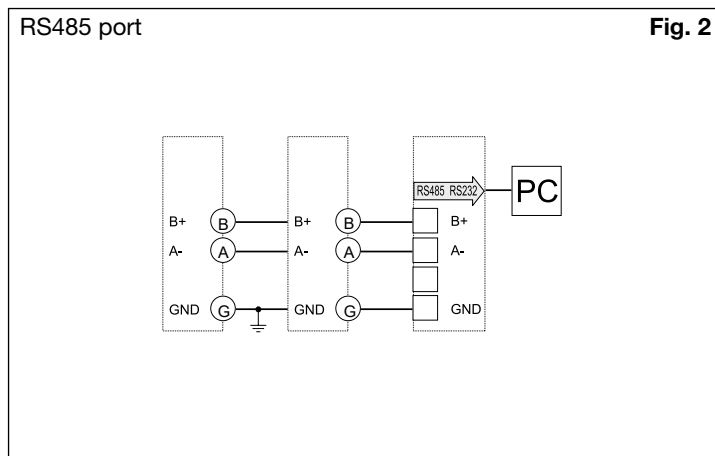 RS485 port Fig. 2
RS485 RS232 PC
B+ B B+ B B+
A- A A- A A-
GND G GND G GND